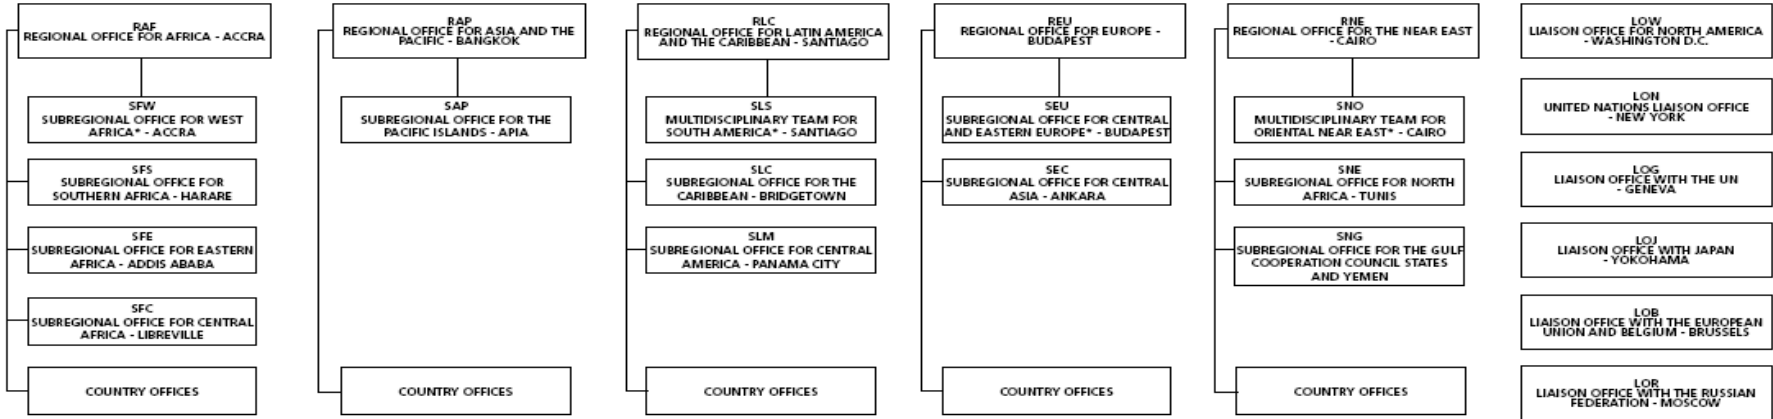 RAF
REGIONAL OFFICE FOR AFRICA - ACCRA
SFW
SUBREGIONAL OFFICE FOR WEST
AFRICA* - ACCRA
SFS
SUBREGIONAL OFFICE FOR
SOUTHERN AFRICA - HARARE
SFE
SUBREGIONAL OFFICE FOR EASTERN
AFRICA - ADDIS ABABA
SFC
SUBREGIONAL OFFICE FOR CENTRAL
AFRICA - LIBREVILLE
COUNTRY OFFICES
RAP
REGIONAL OFFICE FOR ASIA AND THE
PACIFIC - BANGKOK
SAP
SUBREGIONAL OFFICE FOR THE
PACIFIC ISLANDS - APIA
COUNTRY OFFICES
RLC
REGIONAL OFFICE FOR LATIN AMERICA
AND THE CARIBBEAN - SANTIAGO
SLS
MULTIDISCIPLINARY TEAM FOR
SOUTH AMERICA* - SANTIAGO
SLC
SUBREGIONAL OFFICE FOR THE
CARIBBEAN - BRIDGETOWN
SLM
SUBREGIONAL OFFICE FOR CENTRAL
AMERICA - PANAMA CITY
COUNTRY OFFICES
REU
REGIONAL OFFICE FOR EUROPE -
BUDAPEST
SEU
SUBREGIONAL OFFICE FOR CENTRAL
AND EASTERN EUROPE* - BUDAPEST
SEC
SUBREGIONAL OFFICE FOR CENTRAL
ASIA - ANKARA
COUNTRY OFFICES
RNE
REGIONAL OFFICE FOR THE NEAR EAST
- CAIRO
SNO
MULTIDISCIPLINARY TEAM FOR
ORIENTAL NEAR EAST* - CAIRO
SNE
SUBREGIONAL OFFICE FOR NORTH
AFRICA - TUNIS
SNG
SUBREGIONAL OFFICE FOR THE GULF
COOPERATION COUNCIL STATES
AND YEMEN
COUNTRY OFFICES
LOW
LIAISON OFFICE FOR NORTH AMERICA
- WASHINGTON D.C.
LON
UNITED NATIONS LIAISON OFFICE
- NEW YORK
LOG
LIAISON OFFICE WITH THE UN
- GENEVA
LOJ
LIAISON OFFICE WITH JAPAN
- YOKOHAMA
LOB
LIAISON OFFICE WITH THE EUROPEAN
UNION AND BELGIUM - BRUSSELS
LOR
LIAISON OFFICE WITH THE RUSSIAN
FEDERATION - MOSCOW